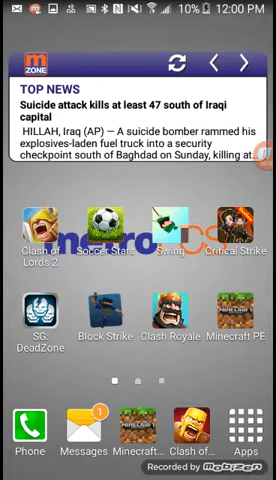 10% 12:00 PM
m
ZONE
TOP NEWS
Suicide attack kills at least 47 south of Iraqi
capital
HILLAH, Iraq (AP) — A suicide bomber rammed his
explosives-laden fuel truck into a security
checkpoint south of Baghdad on Sunday, killing at...
metroPCS
Clash of Lords 2
Soccer Stars
Swing
Critical Strike
SG: DeadZone
Block Strike
Clash Royale
Minecraft PE
1
Phone
Messages
Minecraft...
Clash of...
Apps
Recorded by Mobizen